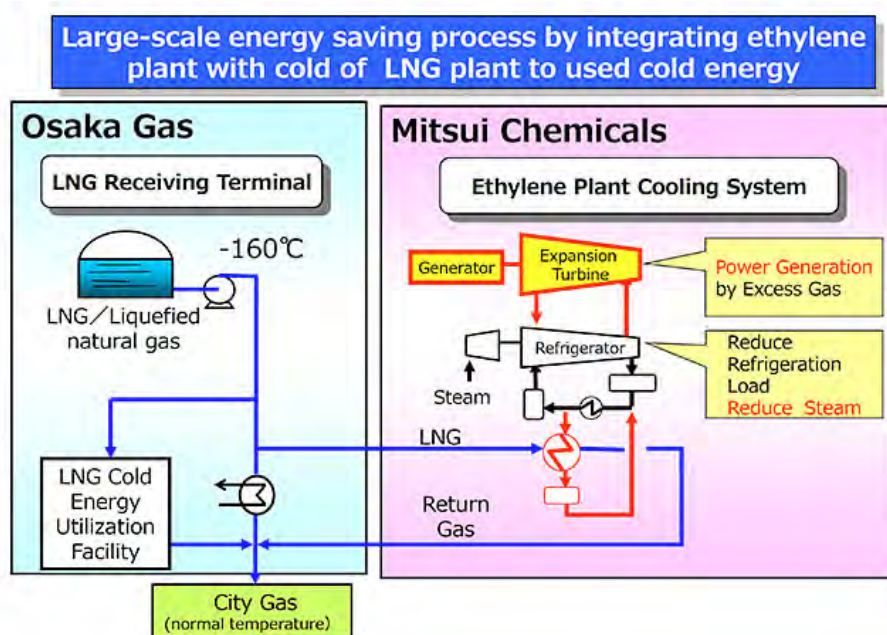 Large-scale energy saving process by integrating ethylene
plant with cold of LNG plant to used cold energy
Osaka Gas
LNG Receiving Terminal
-160℃
LNG／Liquefied
natural gas
LNG Cold
Energy
Utilization
Facility
City Gas
(normal temperature)
Mitsui Chemicals
Ethylene Plant Cooling System
Generator
Expansion
Turbine
Power Generation
by Excess Gas
Refrigerator
Steam
Reduce
Refrigeration
Load
Reduce Steam
LNG
Return
Gas